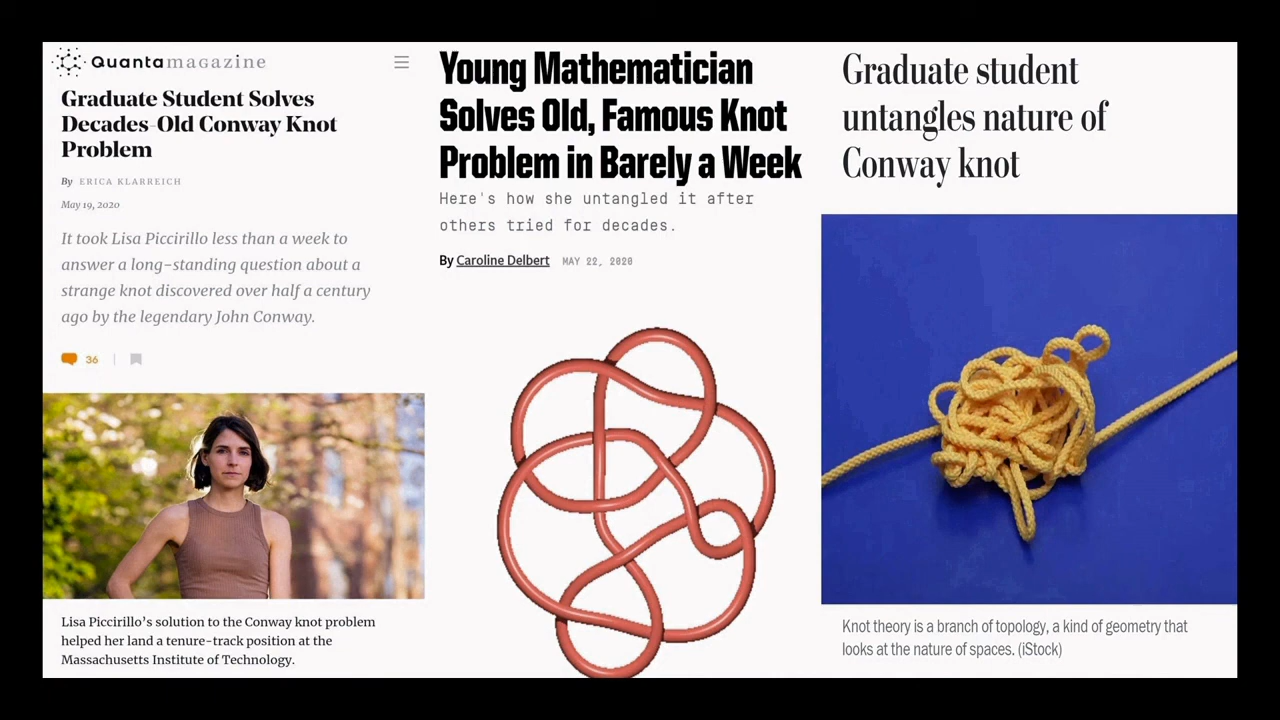 Quantamagazine
Graduate Student Solves
Decades-Old Conway Knot
Problem
By ERICA KLARREICH
May 19, 2020
It took Lisa Piccirillo less than a week to
answer a long-standing question about a
strange knot discovered over half a century
ago by the legendary John Conway.
36
Lisa Piccirillo’s solution to the Conway knot problem
helped her land a tenure-track position at the
Massachusetts Institute of Technology.
Young Mathematician
Solves Old, Famous Knot
Problem in Barely a Week
Here's how she untangled it after
others tried for decades.
By Caroline Delbert MAY 22, 2020
Graduate student
untangles nature of
Conway knot
Knot theory is a branch of topology, a kind of geometry that
looks at the nature of spaces. (iStock)